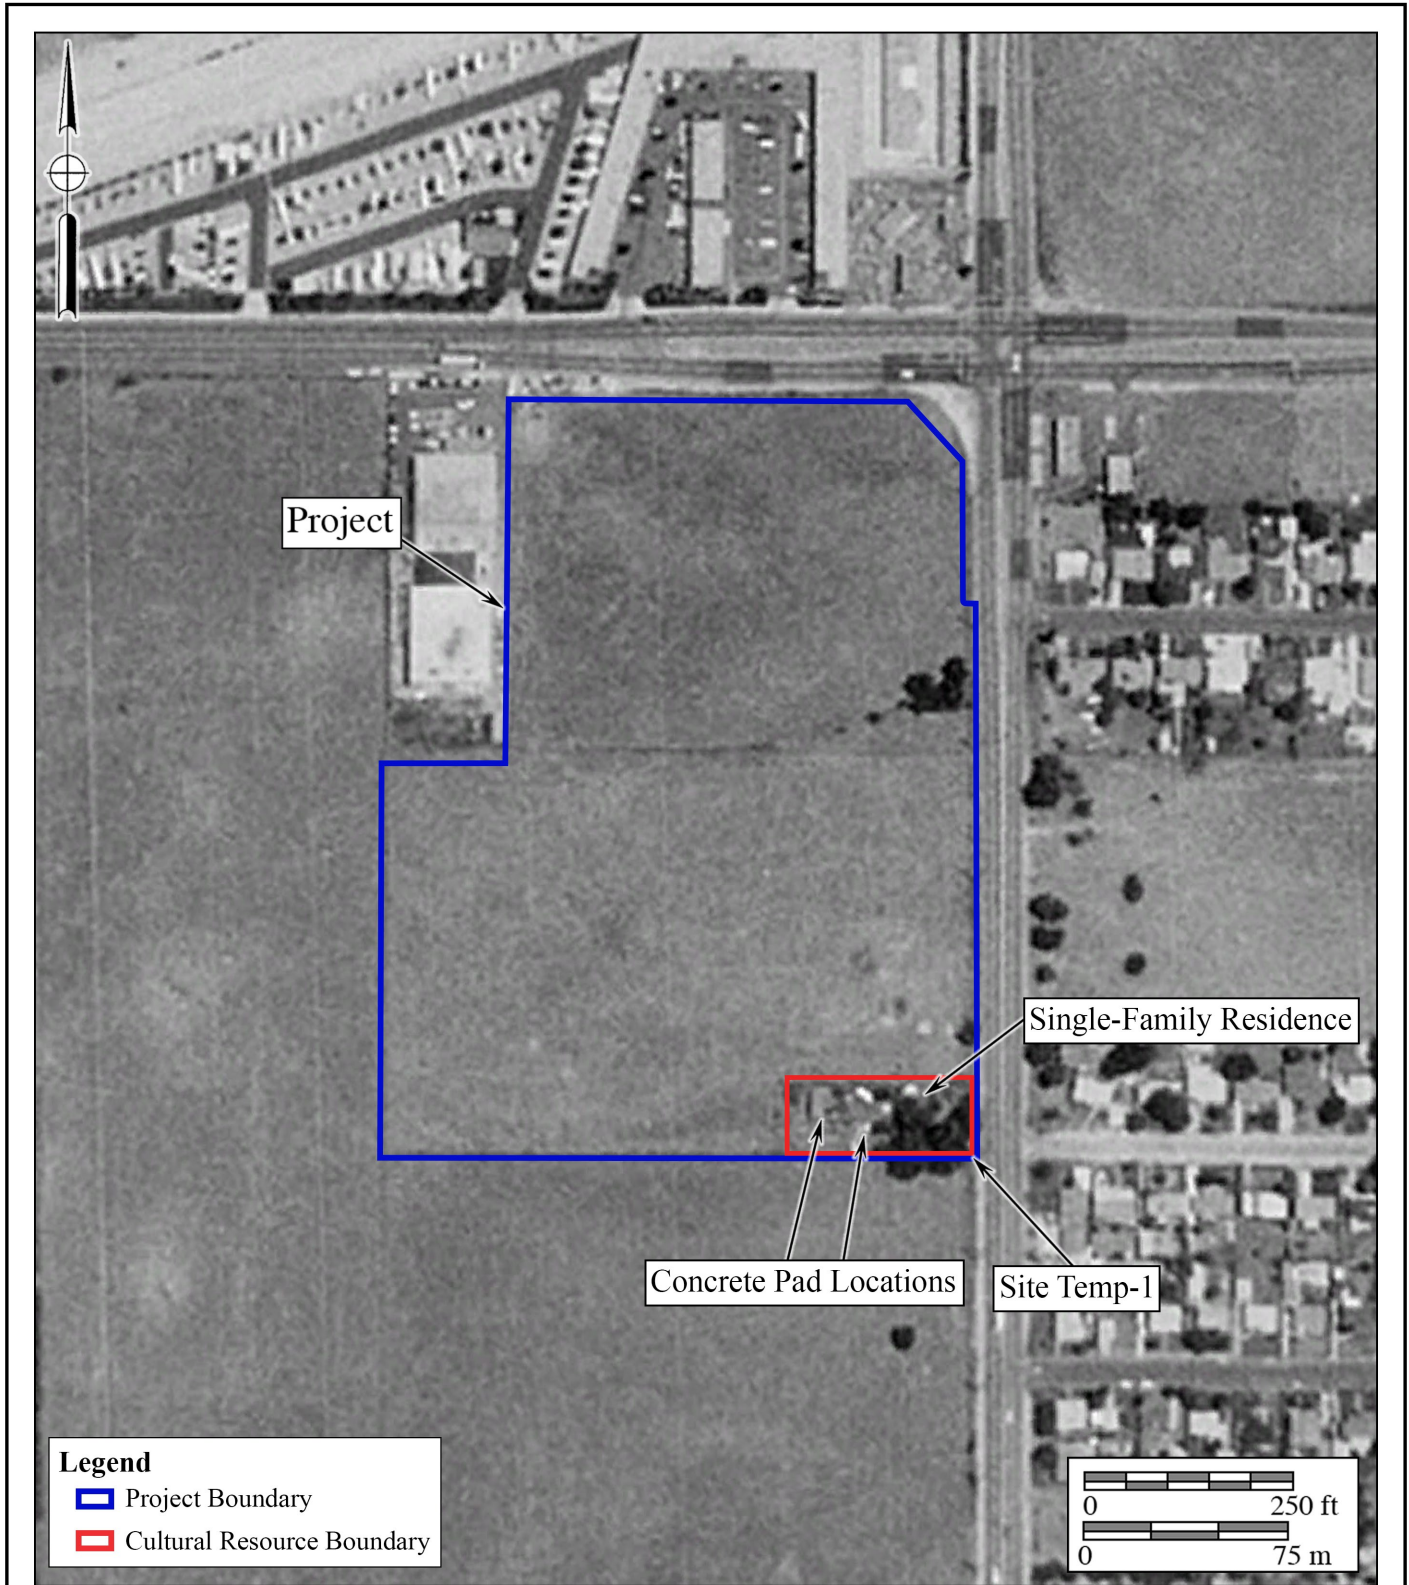 Project
Single-Family Residence
Concrete Pad Locations
Site Temp-1
Legend
Project Boundary
Cultural Resource Boundary
0 250 ft
0 75 m